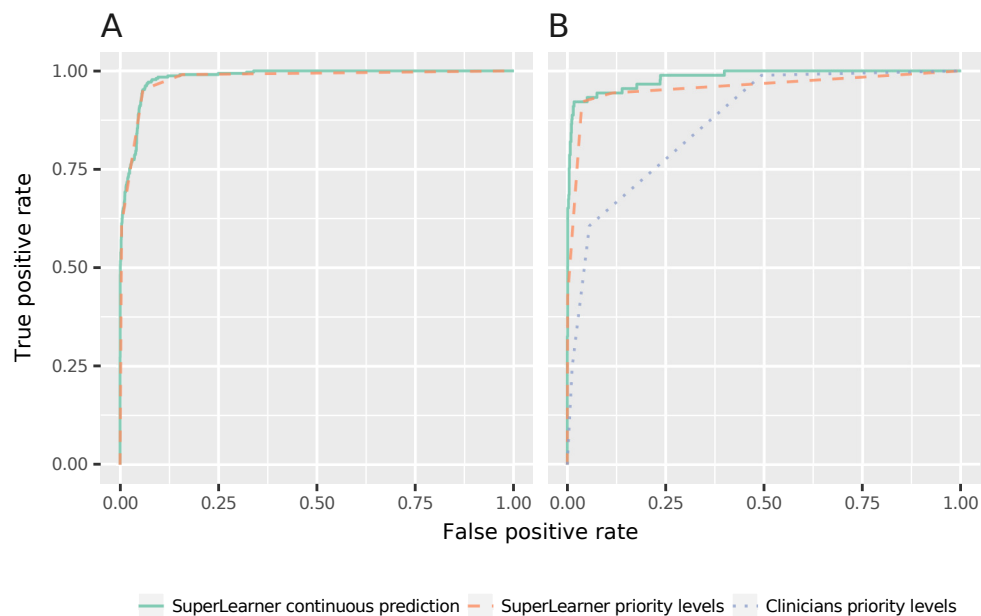 A
B
True positive rate
1.00
0.75
0.50
0.25
0.00
0.00 0.25 0.50 0.75 1.00
0.00 0.25 0.50 0.75 1.00
False positive rate
SuperLearner continuous prediction SuperLearner priority levels Clinicians priority levels